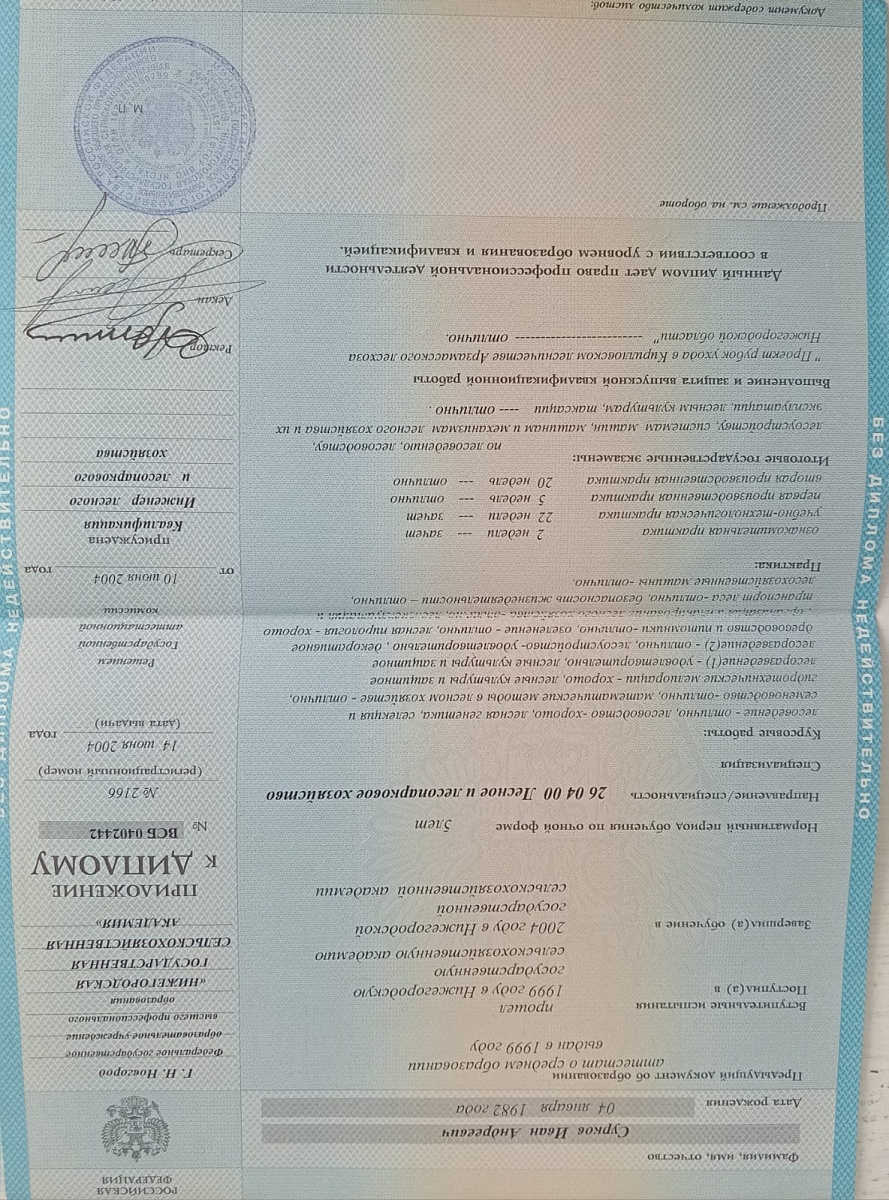 РОССИЙСКАЯ
ФЕДЕРАЦИЯ
Г. Н. Новгород
Федеральное государственное
образовательное учреждение
высшего профессионального
образования
«НИЖЕГОРОДСКАЯ
ГОСУДАРСТВЕННАЯ
СЕЛЬСКОХОЗЯЙСТВЕННАЯ
АКАДЕМИЯ»
ПРИЛОЖЕНИЕ
К ДИПЛОМУ
№ ВСБ 0402442
№ 2166
(регистрационный номер)
14 июня 2004 года
(дата выдачи)
Решением
Государственной
аттестационной
комиссии
от 10 июня 2004 года
присуждена
Квалификация
Инженер лесного
и лесопаркового
хозяйства
Ректор
Декан
Секретарь
М.П.
Фамилия, имя, отчество
Сурков Иван Андреевич
Дата рождения 04 января 1982 года
Предыдущий документ об образовании
аттестат о среднем образовании
выдан в 1999 году
Вступительные испытания прошел
Поступил(а) в 1999 году в Нижегородскую
государственную
сельскохозяйственную академию
Завершил(а) обучение в 2004 году в Нижегородской
государственной
сельскохозяйственной академии
Нормативный период обучения по очной форме 5лет
Направление/специальность 26 04 00 Лесное и лесопарковое хозяйство
Специализация
Курсовые работы:
лесоведение - отлично, лесоводство -хорошо, лесная генетика, селекция и
семеноводство -отлично, математические методы в лесном хозяйстве - отлично,
гидротехнические мелиорации - хорошо, лесные культуры и защитное
лесоразведение(1) - удовлетворительно, лесные культуры и защитное
лесоразведение(2) - отлично, лесоустройство- удовлетворительно , декоративное
древоводство и питомники -отлично, озеленение - отлично, лесная пирология - хорошо
, организация и планирование лесного хозяйства
транспорт леса -отлично, безопасность жизнедеятельности – отлично,
лесохозяйственные машины -отлично.
Практика:
ознакомительная практика 2 недели --- зачет
учебно-технологическая практика 22 недели --- зачет
первая производственная практика 5 недель --- отлично
вторая производственная практика 20 недель --- отлично
Итоговые государственные экзамены:
по лесоведению, лесоводству,
лесоустройству, системам машин, машинам и механизмам лесного хозяйства и их
эксплуатации, лесным культурам, таксации ---- отлично .
Выполнение и защита выпускной квалификационной работы
"Проект рубок ухода в Кирилловском лесничестве Арзамасского лесхоза
Нижегородской области" ------------------------- отлично.
Данный диплом дает право профессиональной деятельности
в соответствии с уровнем образования и квалификацией.
Продолжение см. на обороте
Документ содержит количество листов:
БЕЗ ДИПЛОМА НЕДЕЙСТВИТЕЛЬНО
БЕЗ ДИПЛОМА НЕДЕЙСТВИТЕЛЬНО